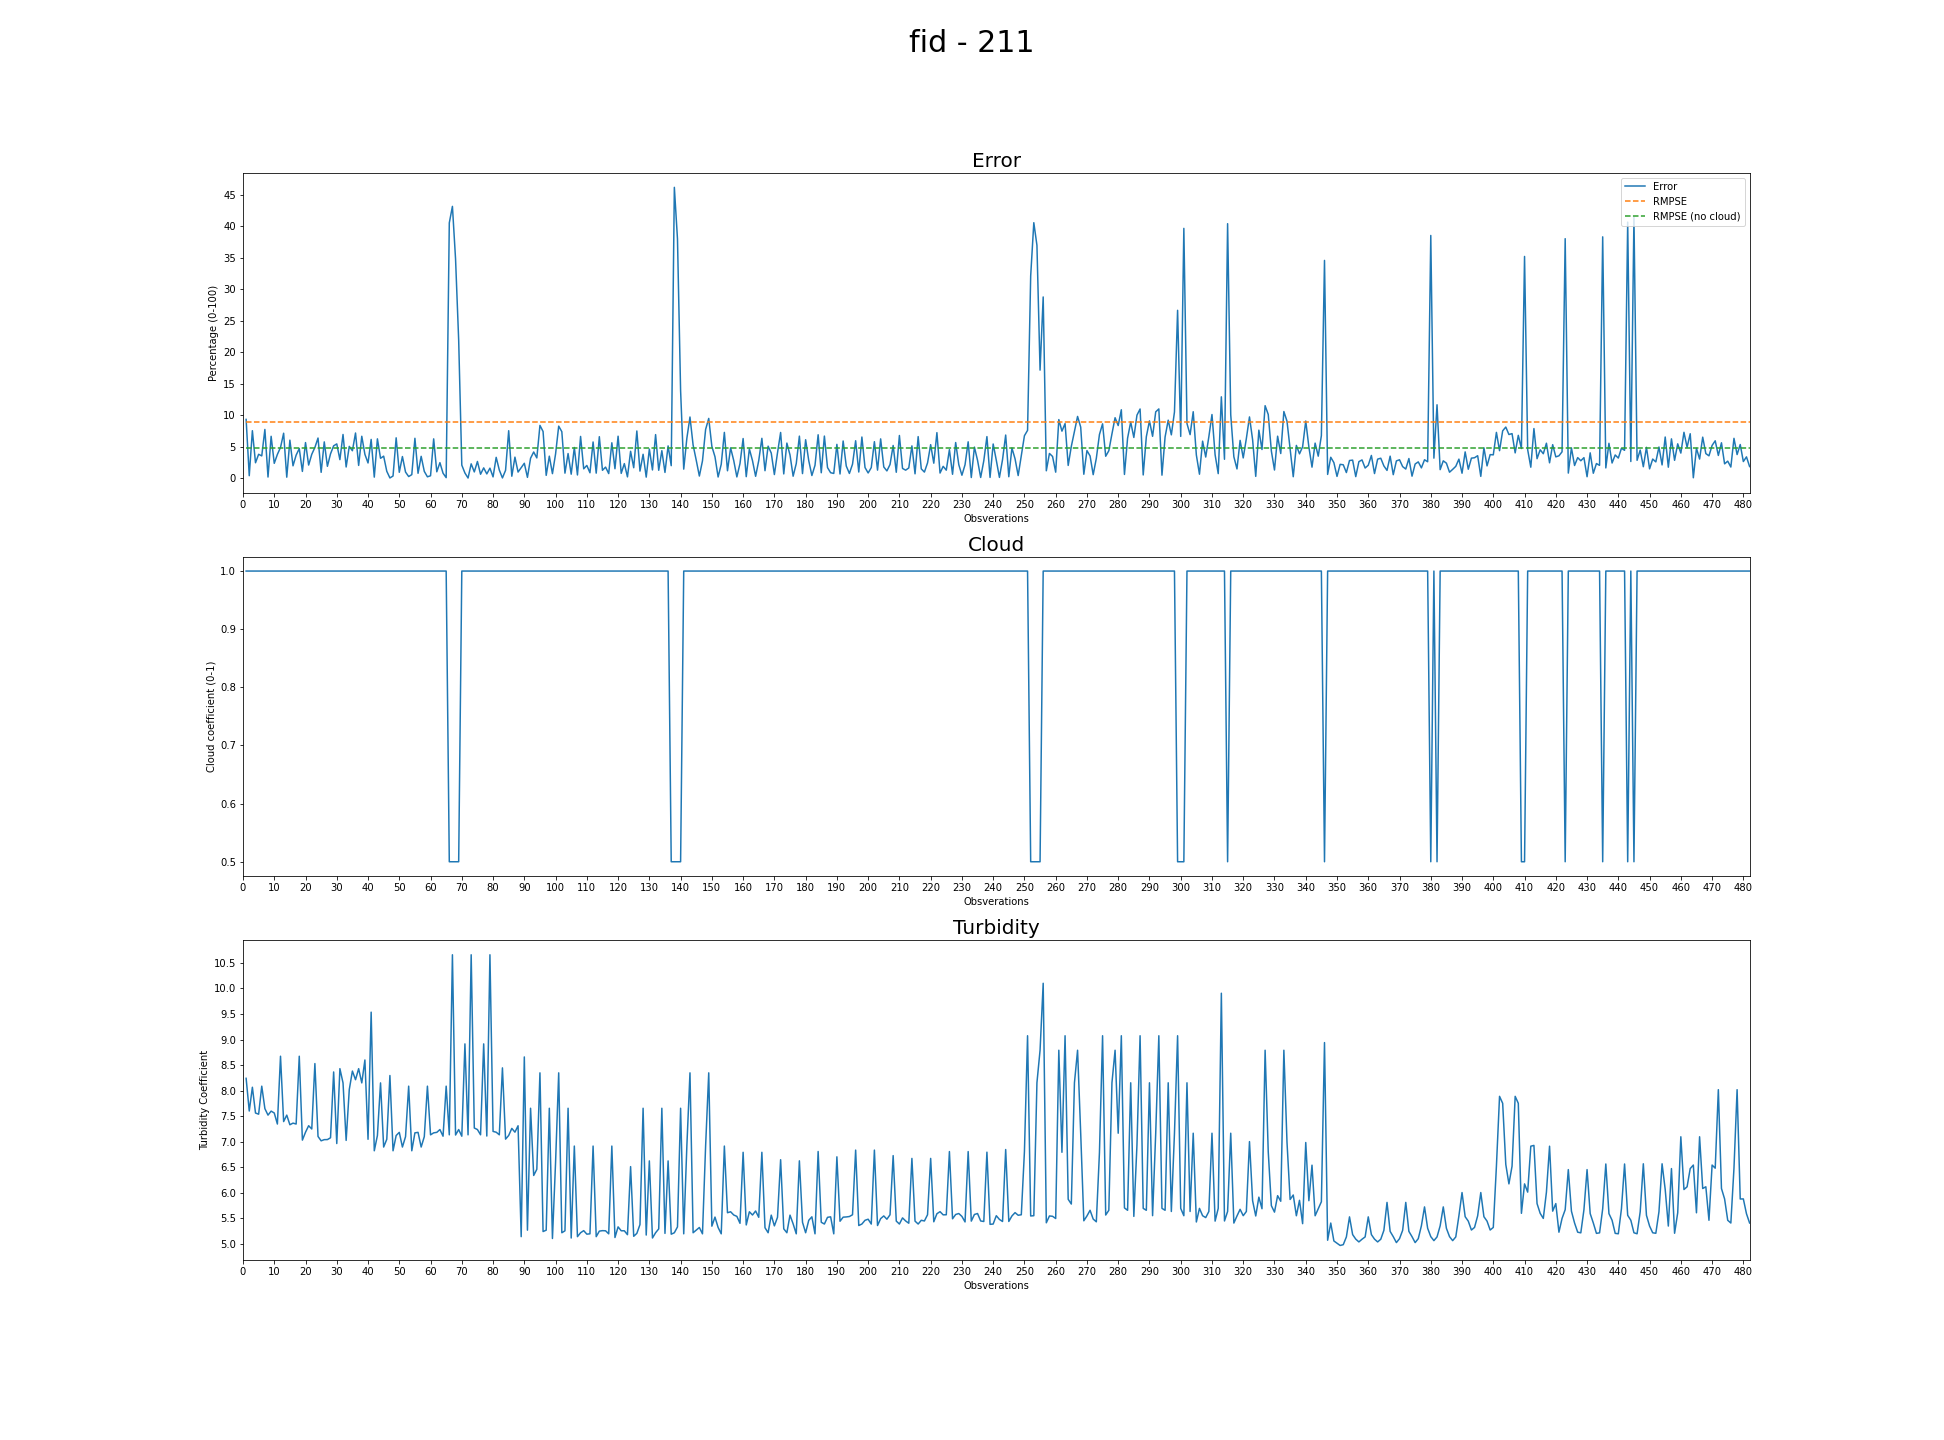 fid - 211
Error
Error
RMPSE
RMPSE (no cloud)
Percentage (0-100)
45
40
35
30
25
20
15
10
5
0
0 10 20 30 40 50 60 70 80 90 100 110 120 130 140 150 160 170 180 190 200 210 220 230 240 250 260 270 280 290 300 310 320 330 340 350 360 370 380 390 400 410 420 430 440 450 460 470 480
Obsverations
Cloud
Cloud coefficient (0-1)
1.0
0.9
0.8
0.7
0.6
0.5
0 10 20 30 40 50 60 70 80 90 100 110 120 130 140 150 160 170 180 190 200 210 220 230 240 250 260 270 280 290 300 310 320 330 340 350 360 370 380 390 400 410 420 430 440 450 460 470 480
Obsverations
Turbidity
Turbidity Coefficient
10.5
10.0
9.5
9.0
8.5
8.0
7.5
7.0
6.5
6.0
5.5
5.0
0 10 20 30 40 50 60 70 80 90 100 110 120 130 140 150 160 170 180 190 200 210 220 230 240 250 260 270 280 290 300 310 320 330 340 350 360 370 380 390 400 410 420 430 440 450 460 470 480
Obsverations